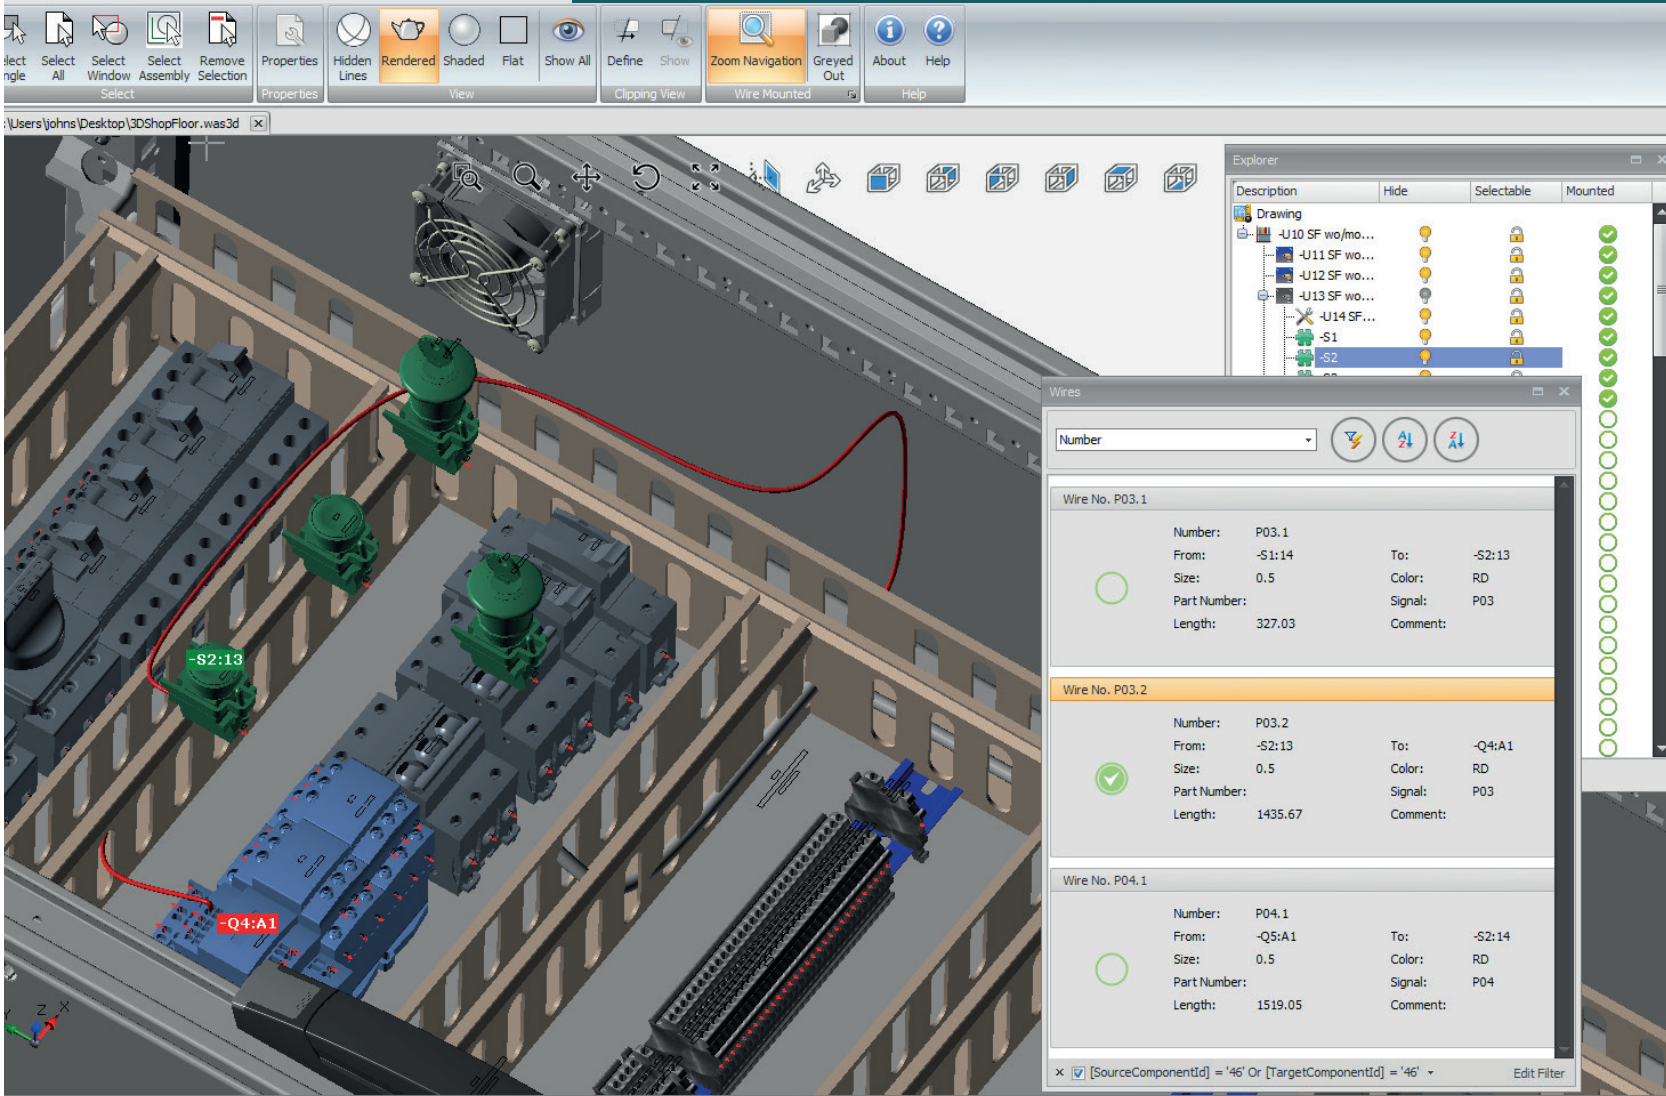 Select Select Select Remove
All Window Assembly Selection
Select
Properties
Properties
Hidden Rendered Shaded Flat Show All
Lines
View
Define Show
Clipping View
Zoom Navigation Greyed
Out
Wire Mounted
About Help
Help
:\Users\johns\Desktop\3DShopFloor.was3d
Explorer
Description Hide Selectable Mounted
Drawing
-U10 SF wo/mo...
-U11 SF wo...
-U12 SF wo...
-U13 SF wo...
-U14 SF...
-S1
-S2
Wires
Number
Wire No. P03.1
Number: P03.1
From: -S1:14 To: -S2:13
Size: 0.5 Color: RD
Part Number: Signal: P03
Length: 327.03 Comment:
Wire No. P03.2
Number: P03.2
From: -S2:13 To: -Q4:A1
Size: 0.5 Color: RD
Part Number: Signal: P03
Length: 1435.67 Comment:
Wire No. P04.1
Number: P04.1
From: -Q5:A1 To: -S2:14
Size: 0.5 Color: RD
Part Number: Signal: P04
Length: 1519.05 Comment:
[SourceComponentId] = '46' Or [TargetComponentId] = '46' Edit Filter
-S2:13
-Q4:A1
Z X
Y